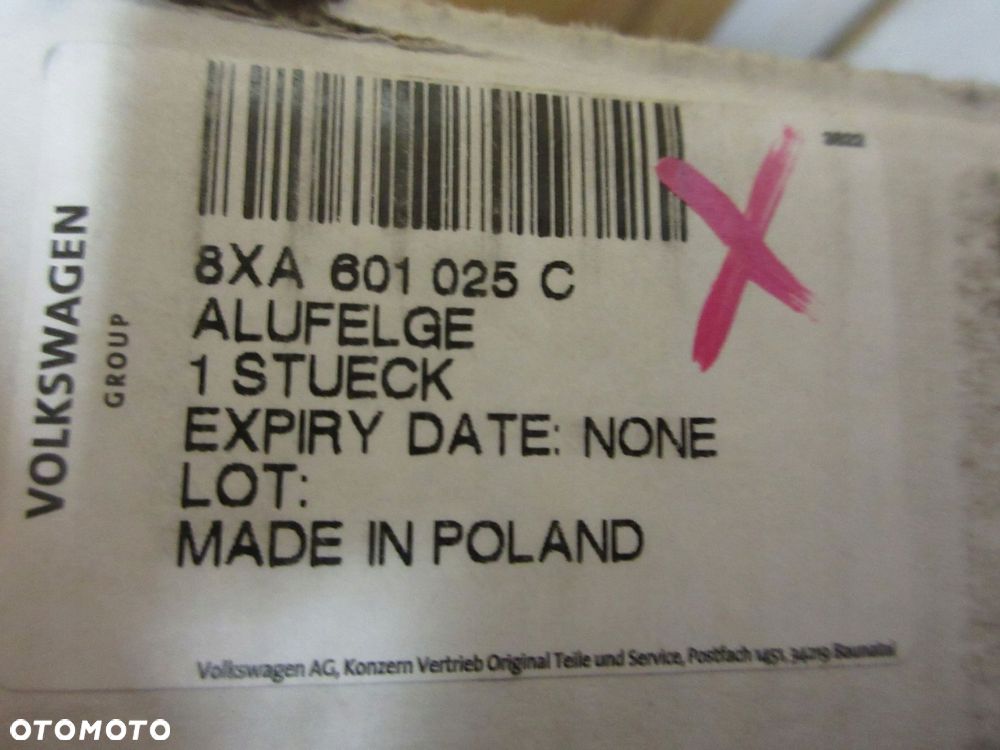 VOLKSWAGEN
GROUP
8XA 601 025 C
ALUFELGE
1 STUECK
EXPIRY DATE: NONE
LOT:
MADE IN POLAND
Volkswagen AG, Konzern Vertrieb Original Teile und Service, Postfach 1451, 34219 Baunatal
OTOMOTO